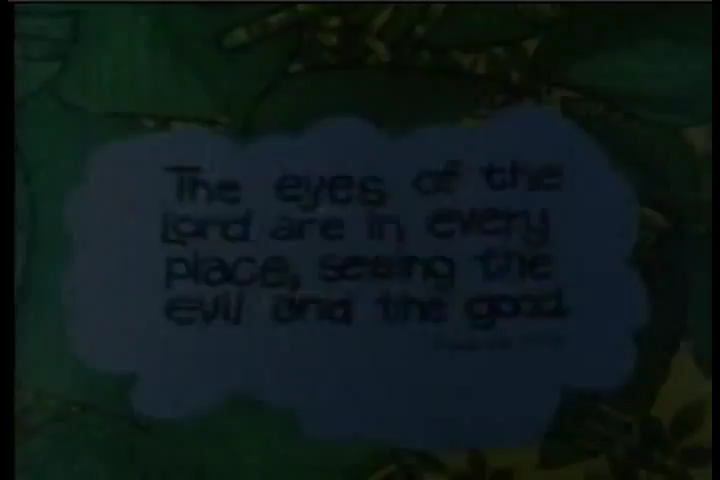 The eyes of the
Lord are in every
place, seeing the
evil and the good.